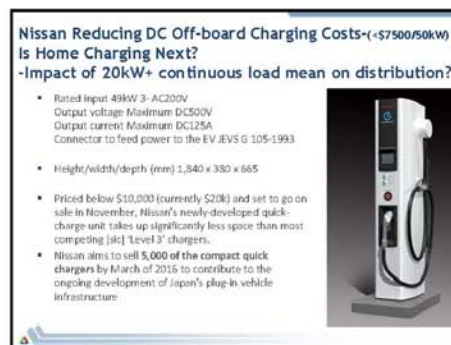 Nissan Reducing DC Off-board Charging Costs-(<$7500/50kW)
Is Home Charging Next?
-Impact of 20kW+ continuous load mean on distribution?
▪ Rated input 49kW 3- AC200V
Output voltage Maximum DC500V
Output current Maximum DC125A
Connector to feed power to the EV JEVS G 105-1993
▪ Height/width/depth (mm) 1,840 x 380 x 665
▪ Priced below $10,000 (currently $20k) and set to go on
sale in November, Nissan's newly-developed quick-
charge unit takes up significantly less space than most
competing [sic] 'Level 3' chargers.
▪ Nissan aims to sell 5,000 of the compact quick
chargers by March of 2016 to contribute to the
ongoing development of Japan's plug-in vehicle
infrastructure